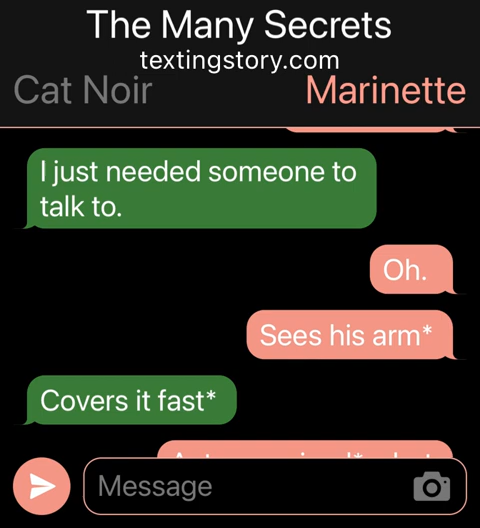 The Many Secrets
textingstory.com
Cat Noir
Marinette
I just needed someone to
talk to.
Oh.
Sees his arm*
Covers it fast*
Message